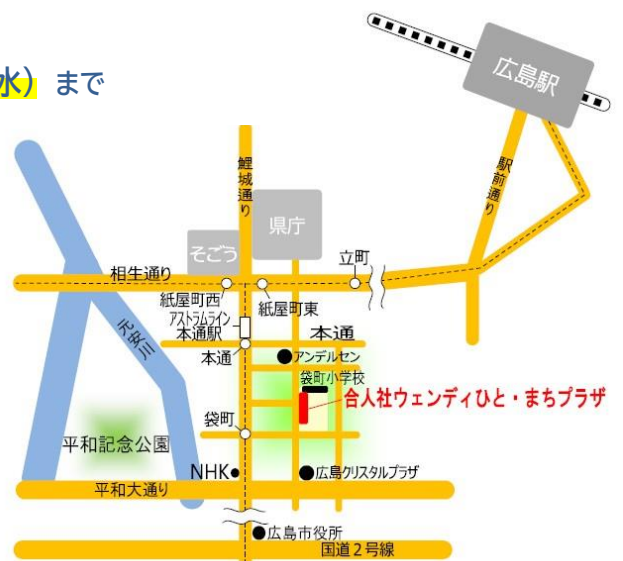 水） まで
広島駅
駅前通り
鯉城通り
県庁
そごう
立町
相生通り
紙屋町西
紙屋町東
アストラムライン
本通駅
本通
本通
アンデルセン
元安川
袋町小学校
合人社ウェンディひと・まちプラザ
袋町
平和記念公園
NHK
広島クリスタルプラザ
平和大通り
広島市役所
国道２号線